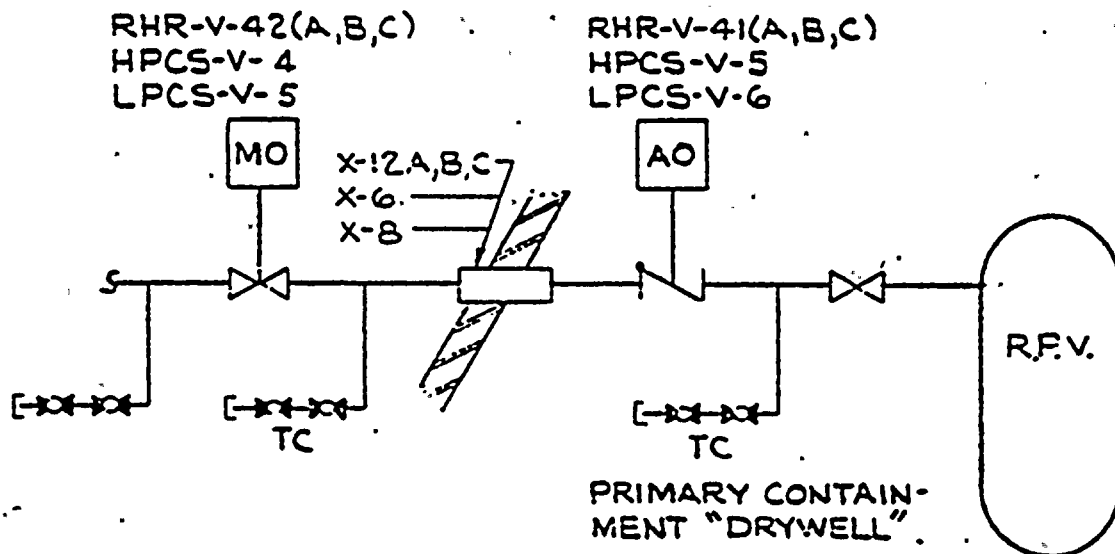 RHR-V-42(A,B,C)
HPCS-V-4
LPCS-V-5
RHR-V-41(A,B,C)
HPCS-V-5
LPCS-V-6
MO
AO
X-12A,B,C
X-6
X-8
S
R.P.V.
TC
TC
PRIMARY CONTAIN-
MENT "DRYWELL"